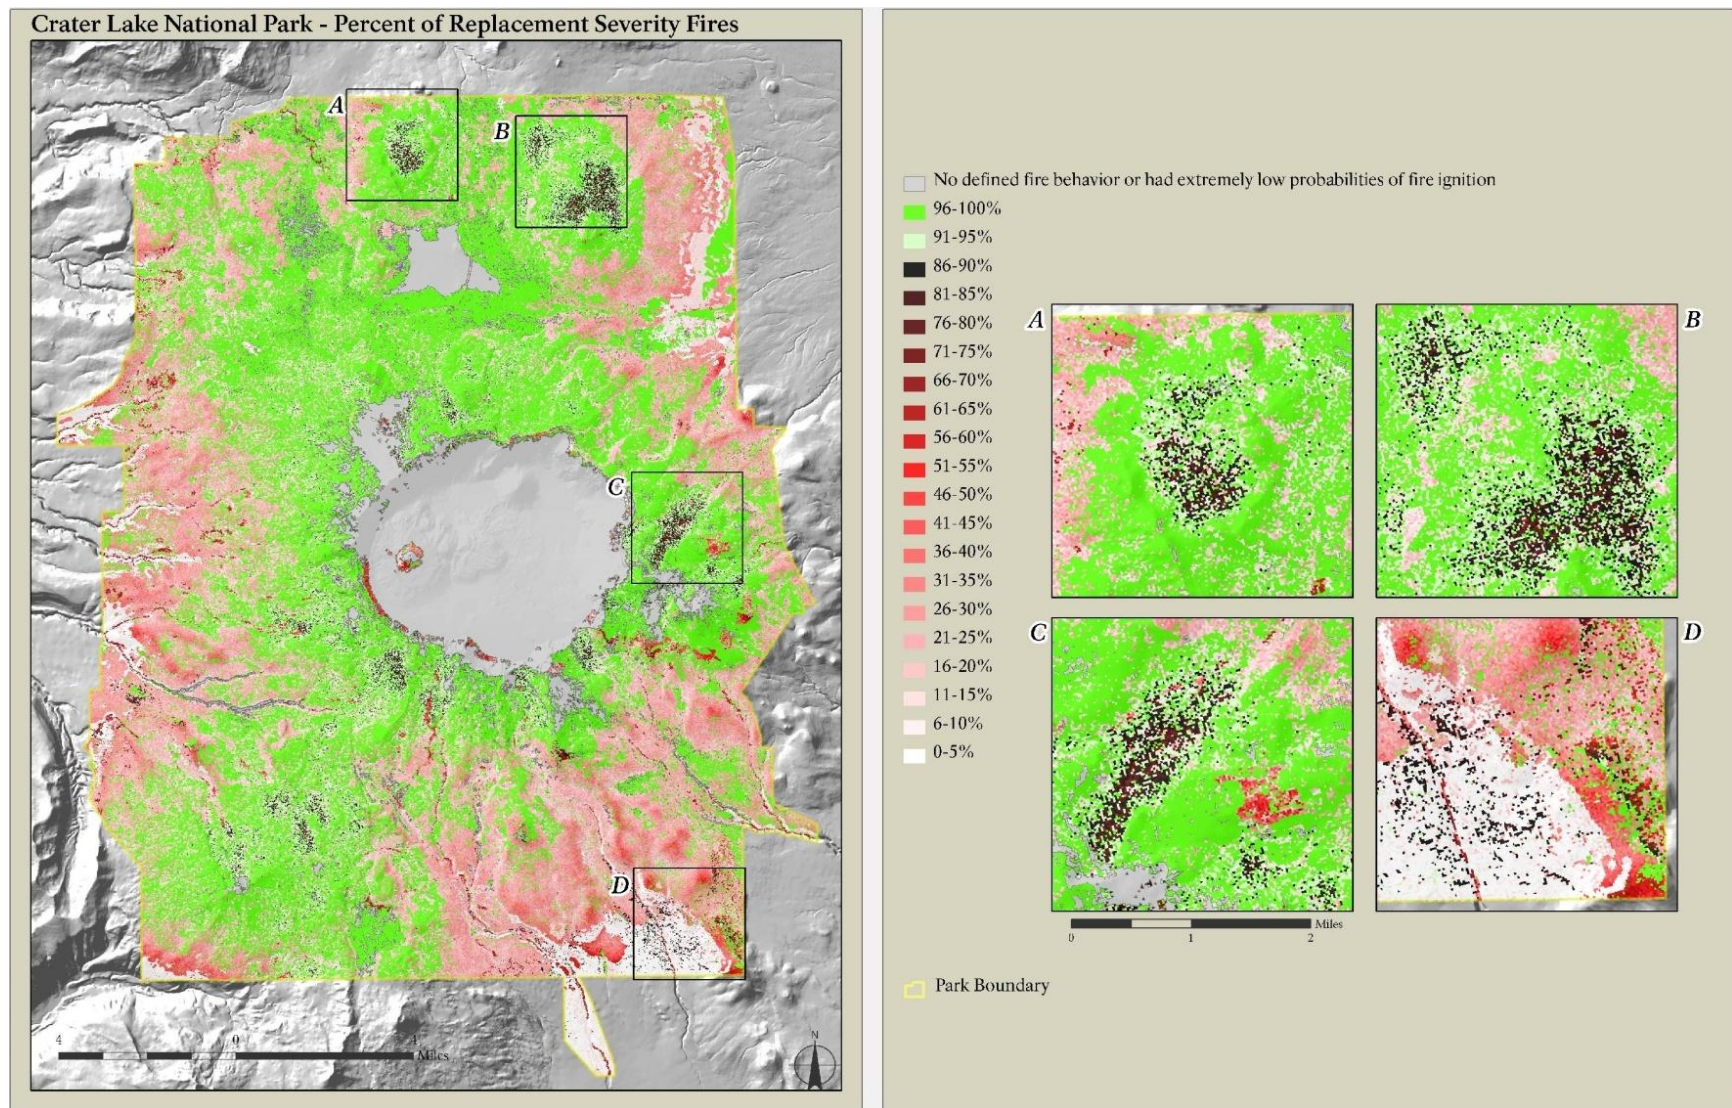 Crater Lake National Park - Percent of Replacement Severity Fires
A
B
C
D
4 0 4
Miles
N
No defined fire behavior or had extremely low probabilities of fire ignition
96-100%
91-95%
86-90%
81-85%
76-80%
71-75%
66-70%
61-65%
56-60%
51-55%
46-50%
41-45%
36-40%
31-35%
26-30%
21-25%
16-20%
11-15%
6-10%
0-5%
A
B
C
D
Miles
0 1 2
Park Boundary